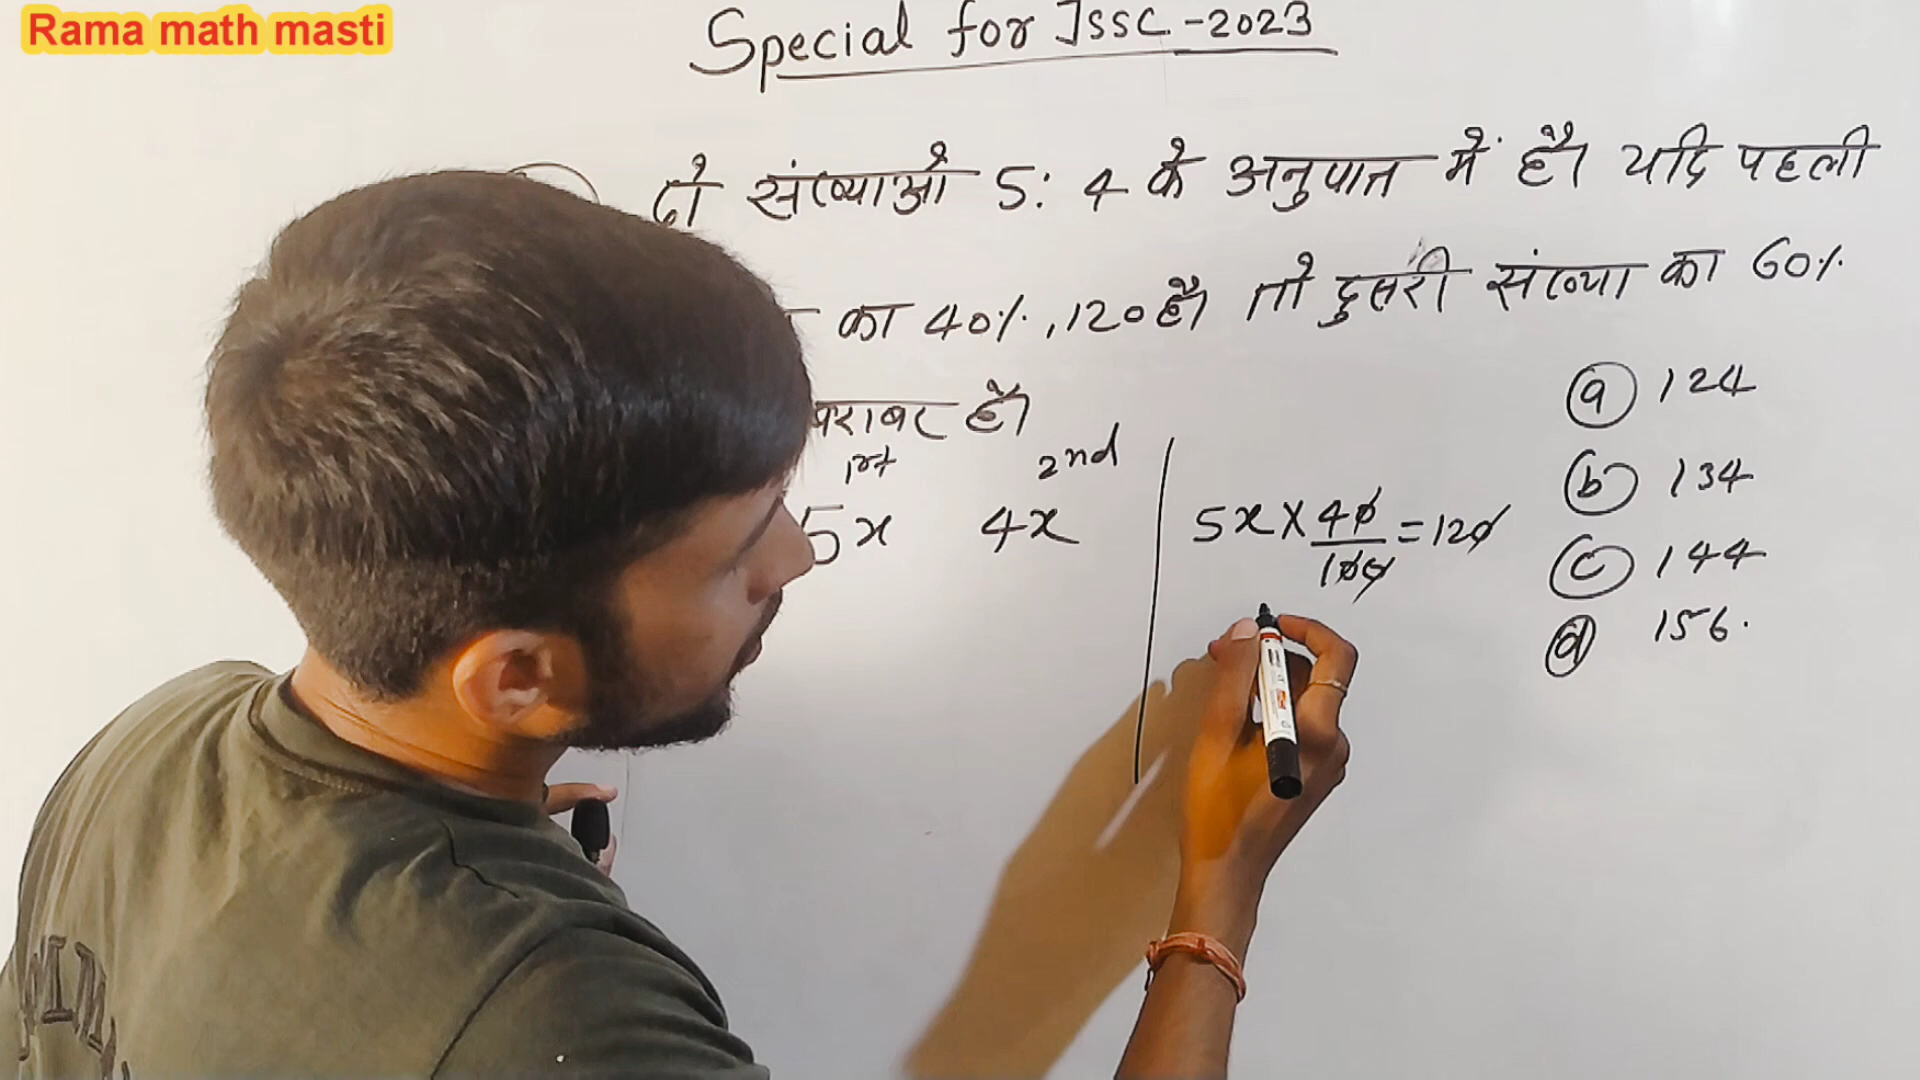 Rama math masti
Special for JSSC-2023
दो संख्याओ 5:4 के अनुपात में है। यदि पहली
का 40%, 120 है। तो दुसरी संख्या का 60%
बराबर है।
1st 2nd
5x 4x
5x × 40/100 = 120
(a) 124
(b) 134
(c) 144
(d) 156.